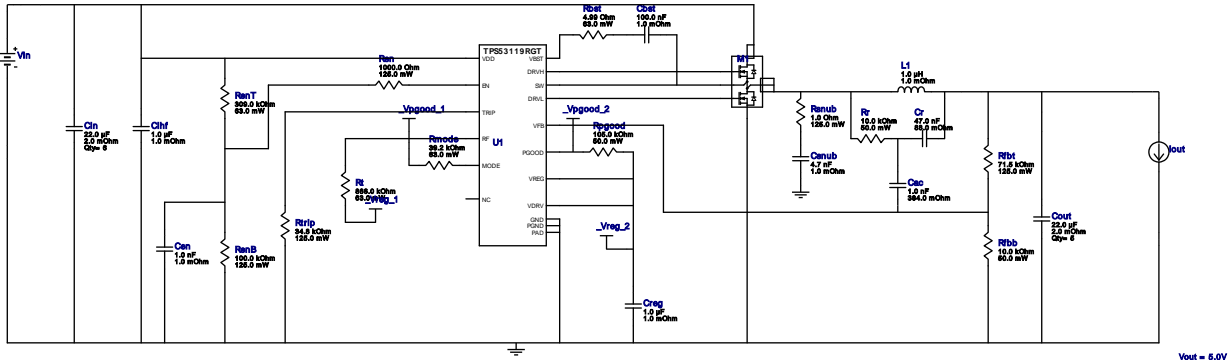 Vin
Cin
22.0 µF
2.0 mOhm
Qty= 5
Cihf
1.0 µF
1.0 mOhm
RenT
309.0 kOhm
63.0 mW
Cen
1.0 nF
1.0 mOhm
RenB
100.0 kOhm
125.0 mW
Rtrip
34.8 kOhm
125.0 mW
Ren
1000.0 Ohm
125.0 mW
_Vpgood_1
Rmode
39.2 kOhm
63.0 mW
Rt
866.0 kOhm
63.0 mW
_Vreg_1
TPS53119RGT
VDD
EN
TRIP
RF
MODE
NC
U1
VBST
DRVH
SW
DRVL
VFB
PGOOD
VREG
VDRV
GND
PGND
PAD
Rbst
4.99 Ohm
63.0 mW
Cbst
100.0 nF
1.0 mOhm
M1
_Vpgood_2
Rpgood
105.0 kOhm
50.0 mW
_Vreg_2
Creg
1.0 µF
1.0 mOhm
Rsnub
1.0 Ohm
125.0 mW
Csnub
4.7 nF
1.0 mOhm
L1
1.0 µH
1.0 mOhm
Rr
10.0 kOhm
50.0 mW
Cr
47.0 nF
88.0 mOhm
Cac
1.0 nF
384.0 mOhm
Rfbt
71.5 kOhm
125.0 mW
Rfbb
10.0 kOhm
50.0 mW
Cout
22.0 µF
2.0 mOhm
Qty= 5
Iout
Vout = 5.0V